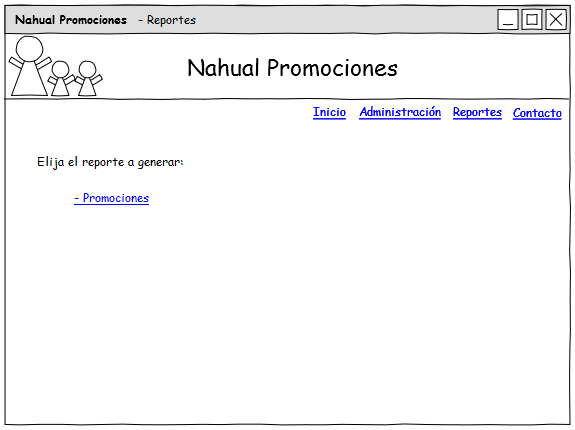 Nahual Promociones - Reportes
Nahual Promociones
Inicio Administración Reportes Contacto
Elija el reporte a generar:
- Promociones